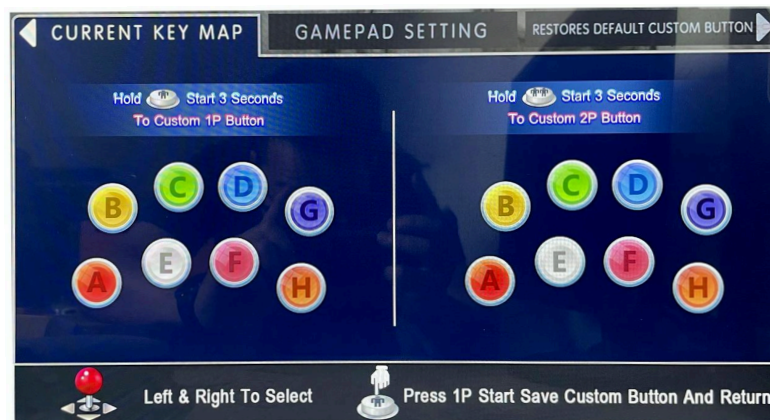 CURRENT KEY MAP
GAMEPAD SETTING
RESTORES DEFAULT CUSTOM BUTTON
Hold Start 3 Seconds
To Custom 1P Button
B
C
D
G
A
E
F
H
Hold Start 3 Seconds
To Custom 2P Button
B
C
D
G
A
E
F
H
Left & Right To Select
Press 1P Start Save Custom Button And Return